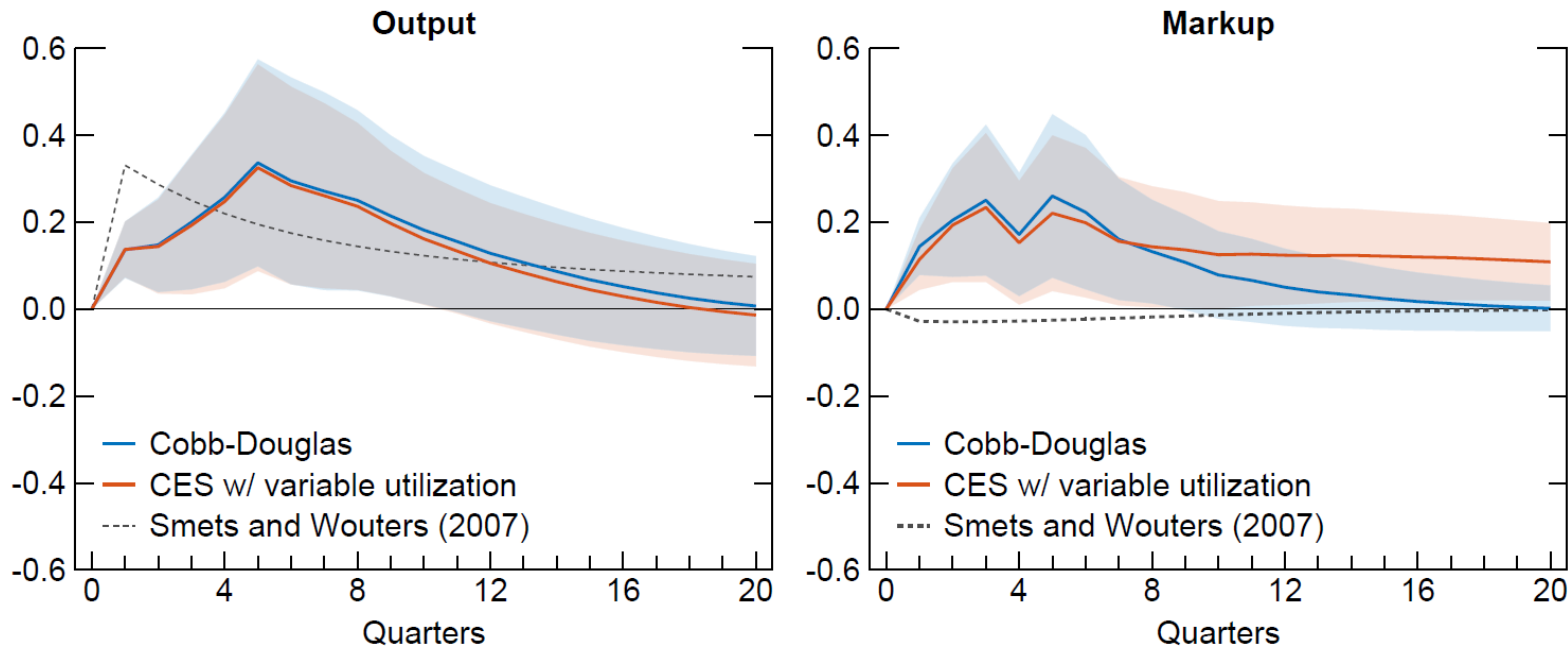 Output
0.6
0.4
0.2
0.0
-0.2
-0.4
-0.6
Cobb-Douglas
CES w/ variable utilization
Smets and Wouters (2007)
0 4 8 12 16 20
Quarters
Markup
0.6
0.4
0.2
0.0
-0.2
-0.4
-0.6
Cobb-Douglas
CES w/ variable utilization
Smets and Wouters (2007)
0 4 8 12 16 20
Quarters